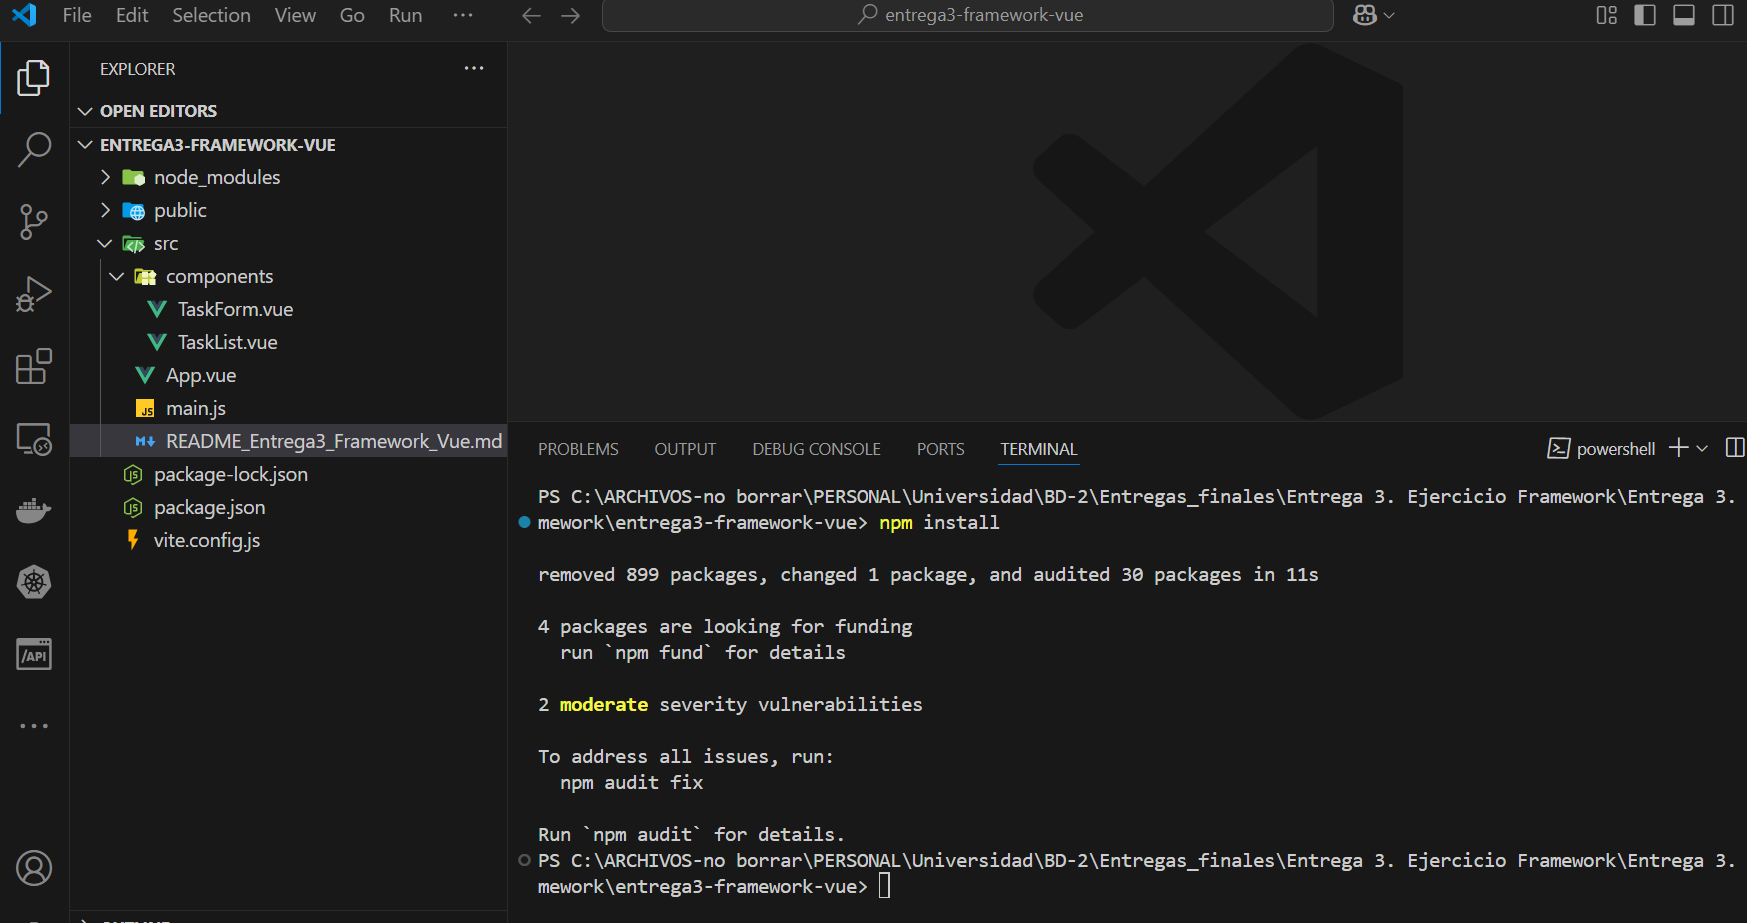 File Edit Selection View Go Run ···
entrega3-framework-vue
EXPLORER
OPEN EDITORS
ENTREGA3-FRAMEWORK-VUE
node_modules
public
src
components
TaskForm.vue
TaskList.vue
App.vue
JS main.js
README_Entrega3_Framework_Vue.md
package-lock.json
package.json
vite.config.js
/API
PROBLEMS OUTPUT DEBUG CONSOLE PORTS TERMINAL
powershell
PS C:\ARCHIVOS-no borrar\PERSONAL\Universidad\BD-2\Entregas_finales\Entrega 3. Ejercicio Framework\Entrega 3.
mework\entrega3-framework-vue> npm install
removed 899 packages, changed 1 package, and audited 30 packages in 11s
4 packages are looking for funding
run `npm fund` for details
2 moderate severity vulnerabilities
To address all issues, run:
npm audit fix
Run `npm audit` for details.
PS C:\ARCHIVOS-no borrar\PERSONAL\Universidad\BD-2\Entregas_finales\Entrega 3. Ejercicio Framework\Entrega 3.
mework\entrega3-framework-vue>